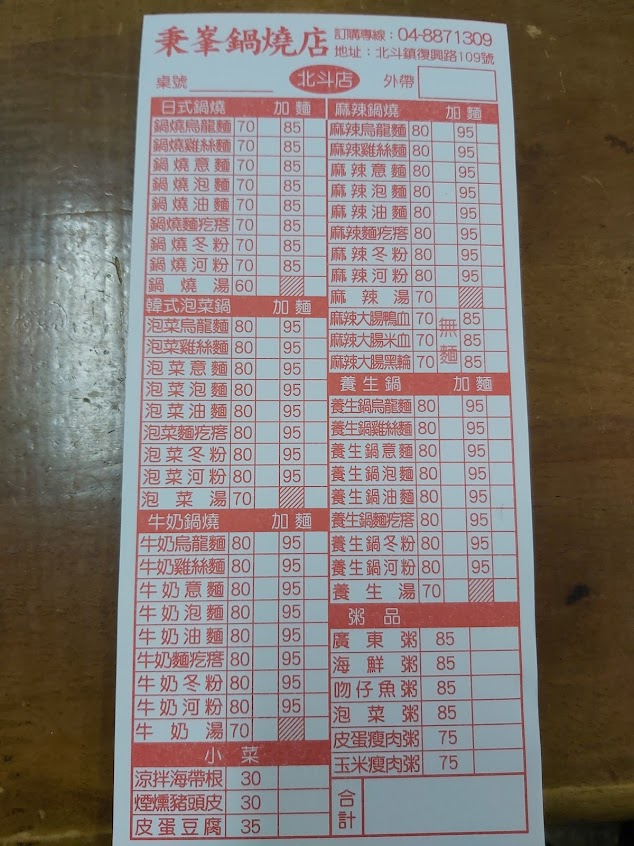 秉峯鍋燒店 訂購專線：04-8871309
地址：北斗鎮復興路109號
桌號 北斗店 外帶
日式鍋燒 加麵
鍋燒烏龍麵 70 85
鍋燒雞絲麵 70 85
鍋燒意麵 70 85
鍋燒泡麵 70 85
鍋燒油麵 70 85
鍋燒麵疙瘩 70 85
鍋燒冬粉 70 85
鍋燒河粉 70 85
鍋燒湯 60
韓式泡菜鍋 加麵
泡菜烏龍麵 80 95
泡菜雞絲麵 80 95
泡菜意麵 80 95
泡菜泡麵 80 95
泡菜油麵 80 95
泡菜麵疙瘩 80 95
泡菜冬粉 80 95
泡菜河粉 80 95
泡菜湯 70
牛奶鍋燒 加麵
牛奶烏龍麵 80 95
牛奶雞絲麵 80 95
牛奶意麵 80 95
牛奶泡麵 80 95
牛奶油麵 80 95
牛奶麵疙瘩 80 95
牛奶冬粉 80 95
牛奶河粉 80 95
牛奶湯 70
小菜
涼拌海帶根 30
煙燻豬頭皮 30
皮蛋豆腐 35
麻辣鍋燒 加麵
麻辣烏龍麵 80 95
麻辣雞絲麵 80 95
麻辣意麵 80 95
麻辣泡麵 80 95
麻辣油麵 80 95
麻辣麵疙瘩 80 95
麻辣冬粉 80 95
麻辣河粉 80 95
麻辣湯 70
麻辣大腸鴨血 70 無麵 85
麻辣大腸米血 70 85
麻辣大腸黑輪 70 85
養生鍋 加麵
養生鍋烏龍麵 80 95
養生鍋雞絲麵 80 95
養生鍋意麵 80 95
養生鍋泡麵 80 95
養生鍋油麵 80 95
養生鍋麵疙瘩 80 95
養生鍋冬粉 80 95
養生鍋河粉 80 95
養生湯 70
粥品
廣東粥 85
海鮮粥 85
吻仔魚粥 85
泡菜粥 85
皮蛋瘦肉粥 75
玉米瘦肉粥 75
合計